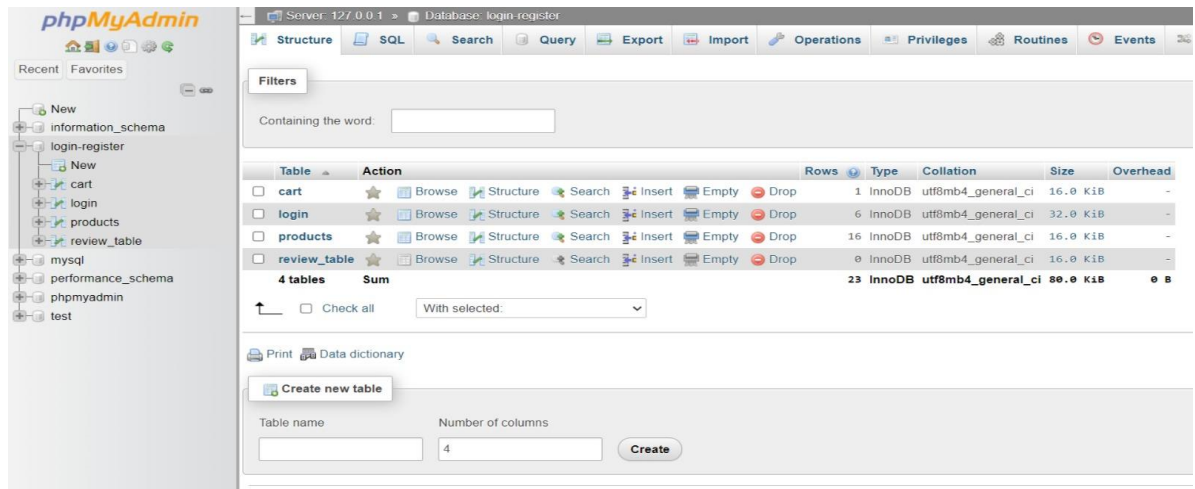 phpMyAdmin
Recent Favorites
New
information_schema
login-register
New
cart
login
products
review_table
mysql
performance_schema
phpmyadmin
test
Server: 127.0.0.1 » Database: login-register
Structure SQL Search Query Export Import Operations Privileges Routines Events
Filters
Containing the word:
Table Action Rows Type Collation Size Overhead
cart Browse Structure Search Insert Empty Drop 1 InnoDB utf8mb4_general_ci 16.0 KiB -
login Browse Structure Search Insert Empty Drop 6 InnoDB utf8mb4_general_ci 32.0 KiB -
products Browse Structure Search Insert Empty Drop 16 InnoDB utf8mb4_general_ci 16.0 KiB -
review_table Browse Structure Search Insert Empty Drop 0 InnoDB utf8mb4_general_ci 16.0 KiB -
4 tables Sum 23 InnoDB utf8mb4_general_ci 80.0 KiB 0 B
Check all With selected:
Print Data dictionary
Create new table
Table name Number of columns
4 Create